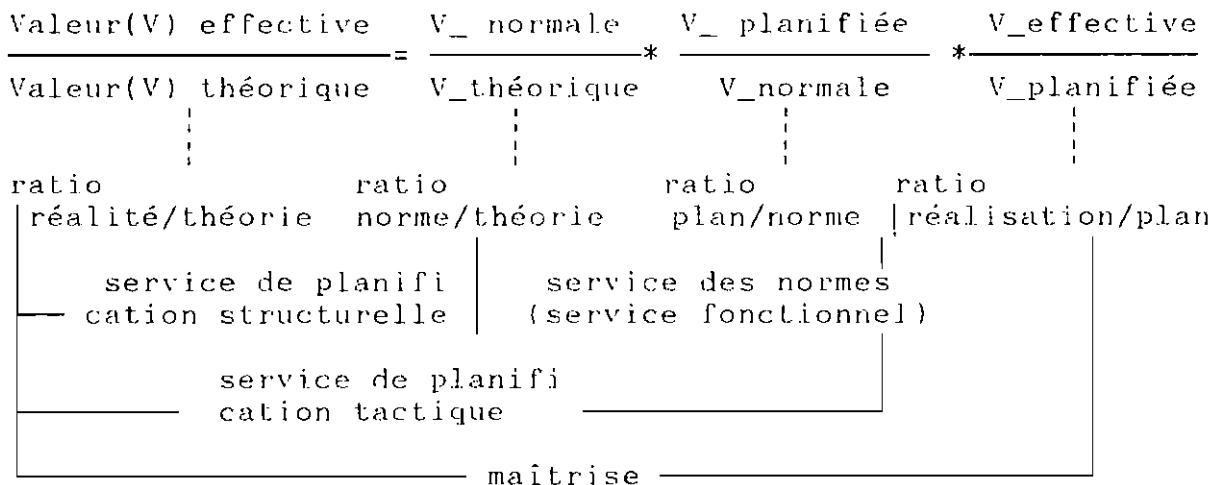 Valeur(V) effective V_ normale V_ planifiée V_effective
= * *
Valeur(V) théorique V_théorique V_normale V_planifiée
ratio ratio ratio ratio
réalité/théorie norme/théorie plan/norme réalisation/plan
service de planifi service des normes
cation structurelle (service fonctionnel)
service de planifi
cation tactique
maîtrise